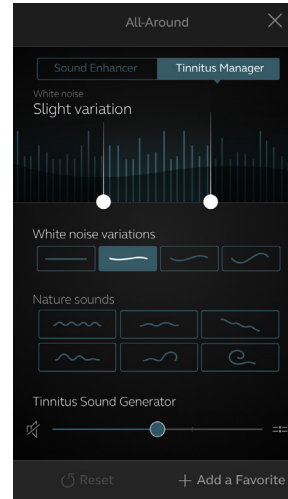 All-Around
Sound Enhancer
Tinnitus Manager
White noise
Slight variation
White noise variations
Nature sounds
Tinnitus Sound Generator
Reset
Add a Favorite